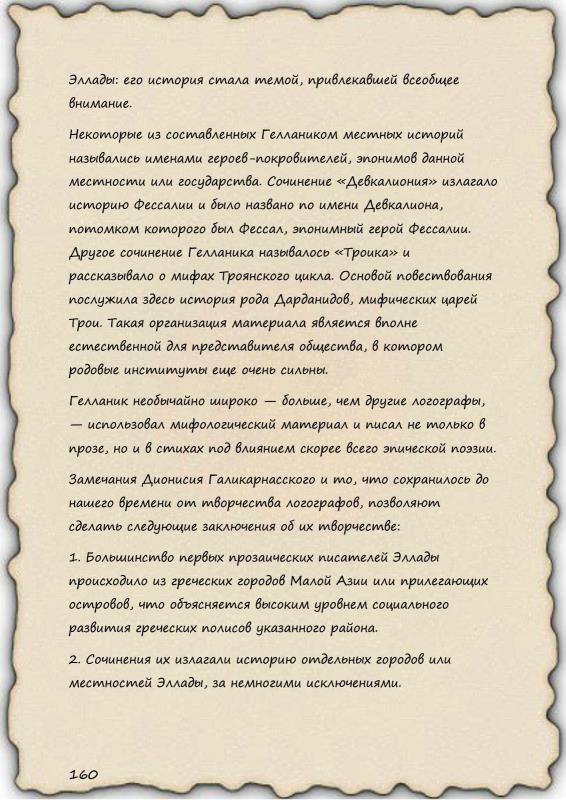 Эллады: его история стала темой, привлекавшей всеобщее
внимание.
Некоторые из составленных Геллаником местных историй
назывались именами героев-покровителей, эпонимов данной
местности или государства. Сочинение «Девкалиония» излагало
историю Фессалии и было названо по имени Девкалиона,
потомком которого был Фессал, эпонимный герой Фессалии.
Другое сочинение Гелланика называлось «Троика» и
рассказывало о мифах Троянского цикла. Основой повествования
послужила здесь история рода Дарданидов, мифических царей
Трои. Такая организация материала является вполне
естественной для представителя общества, в котором
родовые институты еще очень сильны.
Гелланик необычайно широко — больше, чем другие логографы,
— использовал мифологический материал и писал не только в
прозе, но и в стихах под влиянием скорее всего эпической поэзии.
Замечания Дионисия Галикарнасского и то, что сохранилось до
нашего времени от творчества логографов, позволяют
сделать следующие заключения об их творчестве:
1. Большинство первых прозаических писателей Эллады
происходило из греческих городов Малой Азии или прилегающих
островов, что объясняется высоким уровнем социального
развития греческих полисов указанного района.
2. Сочинения их излагали историю отдельных городов или
местностей Эллады, за немногими исключениями.
160